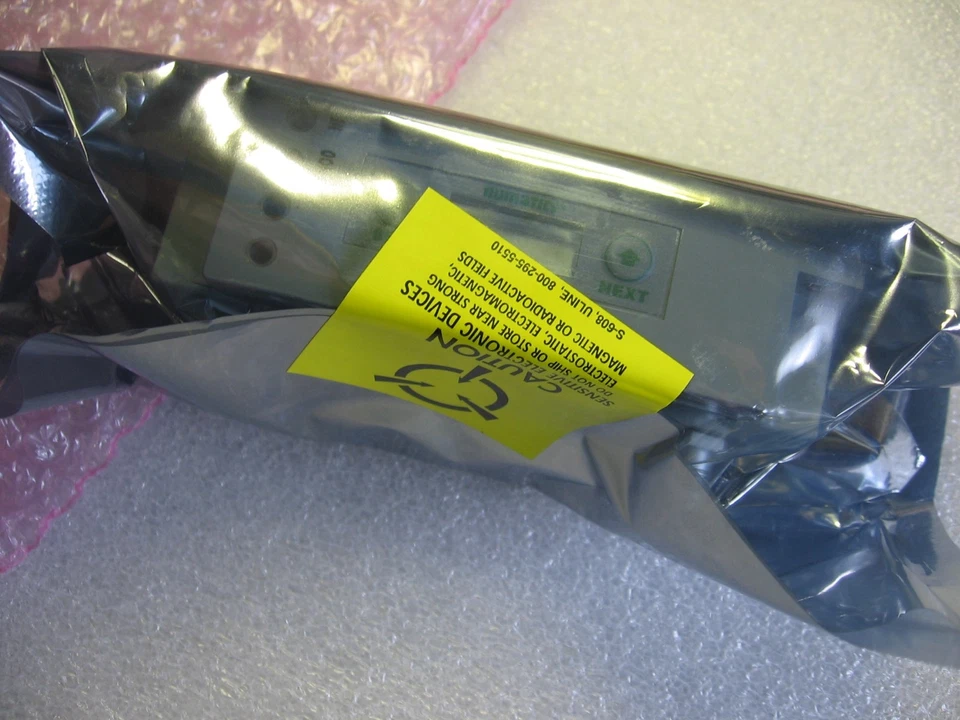 CAUTION
SENSITIVE ELECTRONIC DEVICES
DO NOT SHIP OR STORE NEAR STRONG
ELECTROSTATIC, ELECTROMAGNETIC,
MAGNETIC OR RADIOACTIVE FIELDS
S-608, ULINE, 800-295-5510
NEXT